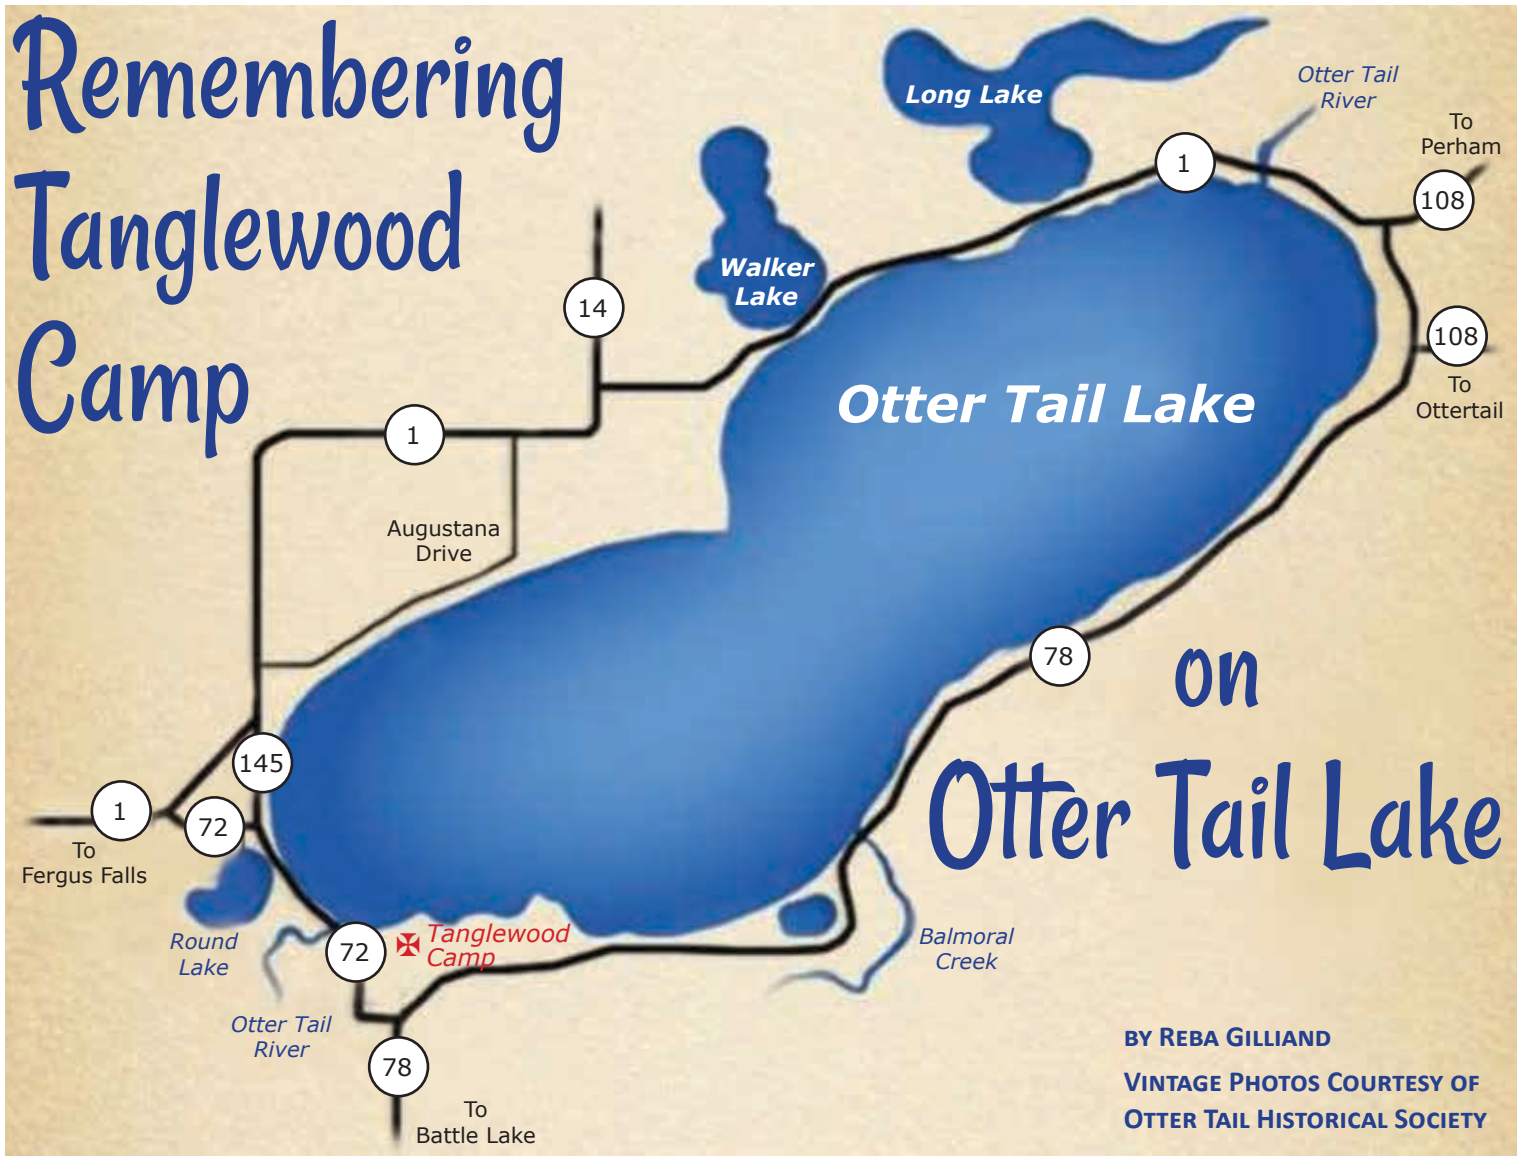 Remembering
Tanglewood
Camp
on
Otter Tail Lake
Long Lake
Otter Tail
River
To
Perham
1
108
Walker
Lake
14
108
To
Ottertail
Otter Tail Lake
1
Augustana
Drive
78
145
1
72
To
Fergus Falls
Round
Lake
72
Tanglewood
Camp
Balmoral
Creek
Otter Tail
River
78
To
Battle Lake
BY REBA GILLIAND
VINTAGE PHOTOS COURTESY OF
OTTER TAIL HISTORICAL SOCIETY